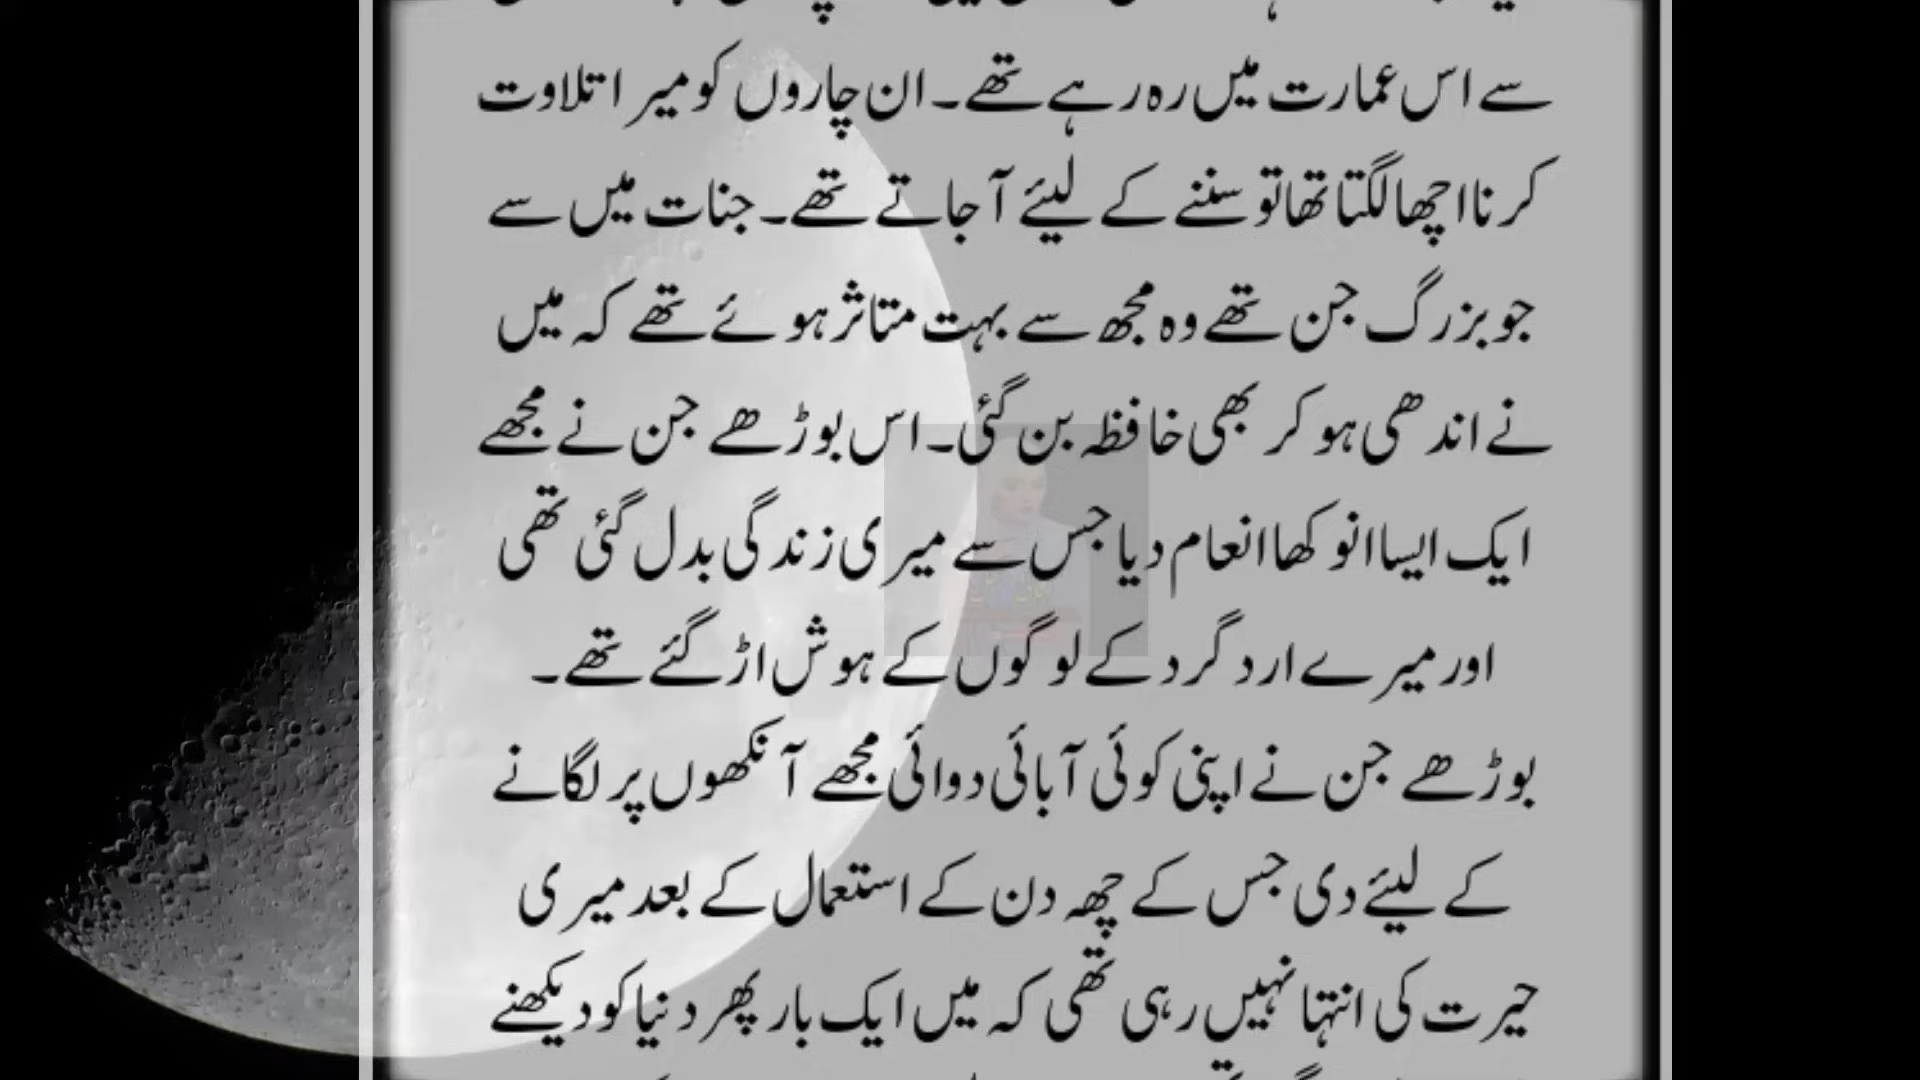 سے اس عمارت میں رہ رہے تھے۔ ان چاروں کو میرا تلاوت
کرنا اچھا لگتا تھا تو سننے کے لیئے آ جاتے تھے۔ جنات میں سے
جو بزرگ جن تھے وہ مجھ سے بہت متاثر ہوئے تھے کہ میں
نے اندھی ہو کر بھی خافظہ بن گئی۔ اس بوڑھے جن نے مجھے
ایک ایسا انوکھا انعام دیا جس سے میری زندگی بدل گئی تھی
اور میرے ارد گرد کے لوگوں کے ہوش اڑ گئے تھے۔
بوڑھے جن نے اپنی کوئی آبائی دوائی مجھے آنکھوں پر لگانے
کے لیئے دی جس کے چھ دن کے استعمال کے بعد میری
حیرت کی انتہا نہیں رہی تھی کہ میں ایک بار پھر دنیا کو دیکھنے